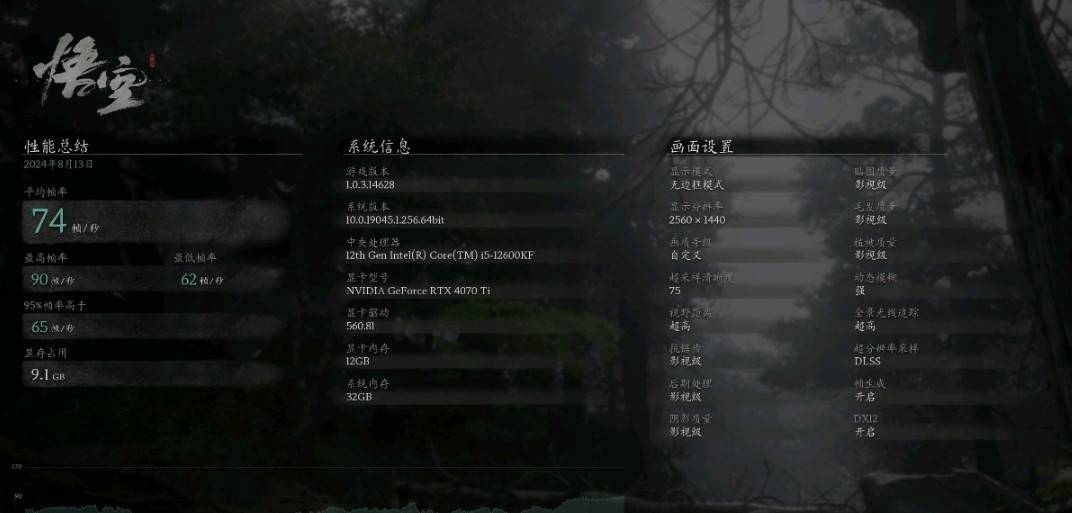 悟空
性能总结
2024年8月13日
平均帧率
74 帧/秒
最高帧率 最低帧率
90 帧/秒 62 帧/秒
95%帧率高于
65 帧/秒
显存占用
9.1 GB
系统信息
游戏版本
1.0.3.14628
系统版本
10.0.19045.1.256.64bit
中央处理器
12th Gen Intel(R) Core(TM) i5-12600KF
显卡型号
NVIDIA GeForce RTX 4070 Ti
显卡驱动
560.81
显卡内存
12GB
系统内存
32GB
画面设置
显示模式 贴图质量
无边框模式 影视级
显示分辨率 毛发质量
2560 × 1440 影视级
画质等级 植被质量
自定义 影视级
超采样清晰度 动态模糊
75 强
视野距离 全景光线追踪
超高 超高
抗锯齿 超分辨率采样
影视级 DLSS
后期处理 帧生成
影视级 开启
阴影质量 DX12
影视级 开启
120
90